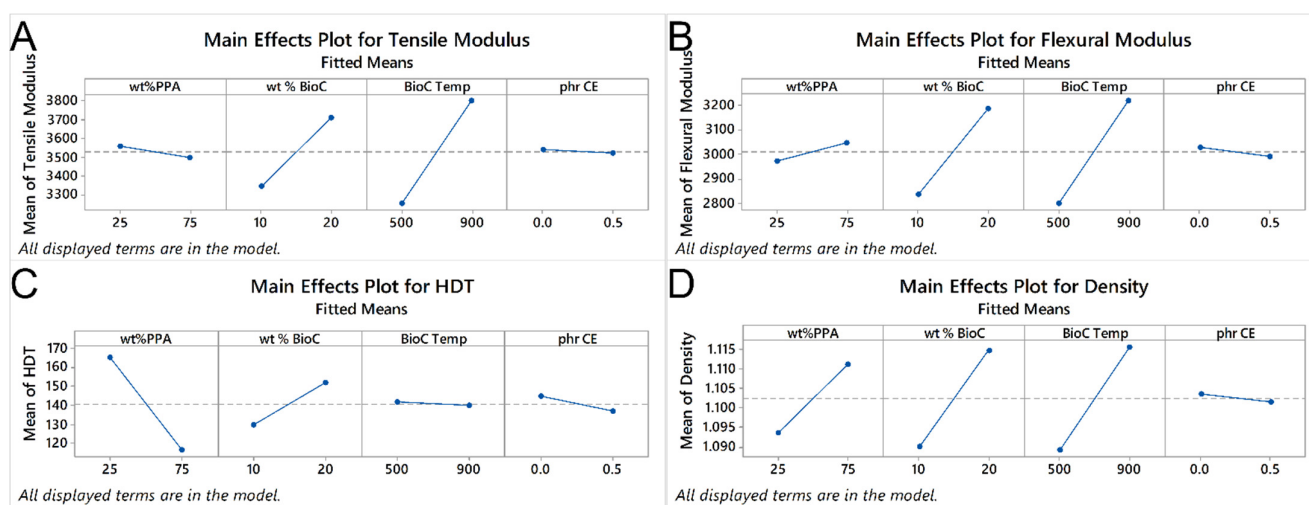 A
Main Effects Plot for Tensile Modulus
Fitted Means
wt%PPA wt % BioC BioC Temp phr CE
Mean of Tensile Modulus
3800
3700
3600
3500
3400
3300
25 75 10 20 500 900 0.0 0.5
All displayed terms are in the model.
B
Main Effects Plot for Flexural Modulus
Fitted Means
wt%PPA wt % BioC BioC Temp phr CE
Mean of Flexural Modulus
3200
3100
3000
2900
2800
25 75 10 20 500 900 0.0 0.5
All displayed terms are in the model.
C
Main Effects Plot for HDT
Fitted Means
wt%PPA wt % BioC BioC Temp phr CE
Mean of HDT
170
160
150
140
130
120
25 75 10 20 500 900 0.0 0.5
All displayed terms are in the model.
D
Main Effects Plot for Density
Fitted Means
wt%PPA wt % BioC BioC Temp phr CE
Mean of Density
1.115
1.110
1.105
1.100
1.095
1.090
25 75 10 20 500 900 0.0 0.5
All displayed terms are in the model.